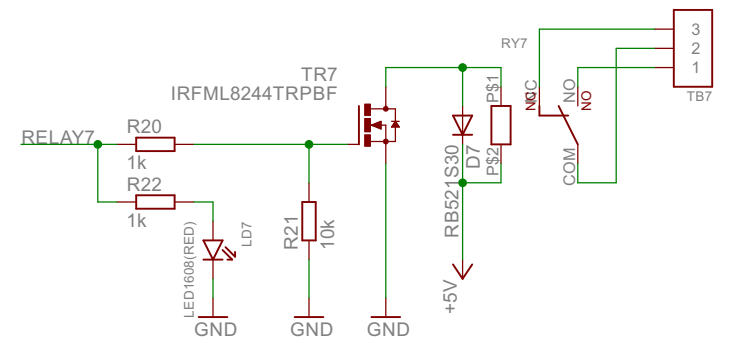 RELAY7
R20
1k
R22
1k
LED1608(RED)
LD7
GND
R21
10k
GND
TR7
IRFML8244TRPBF
GND
RB521S30
D7
+5V
P$1
P$2
RY7
NC
NO
NO
COM
3
2
1
TB7